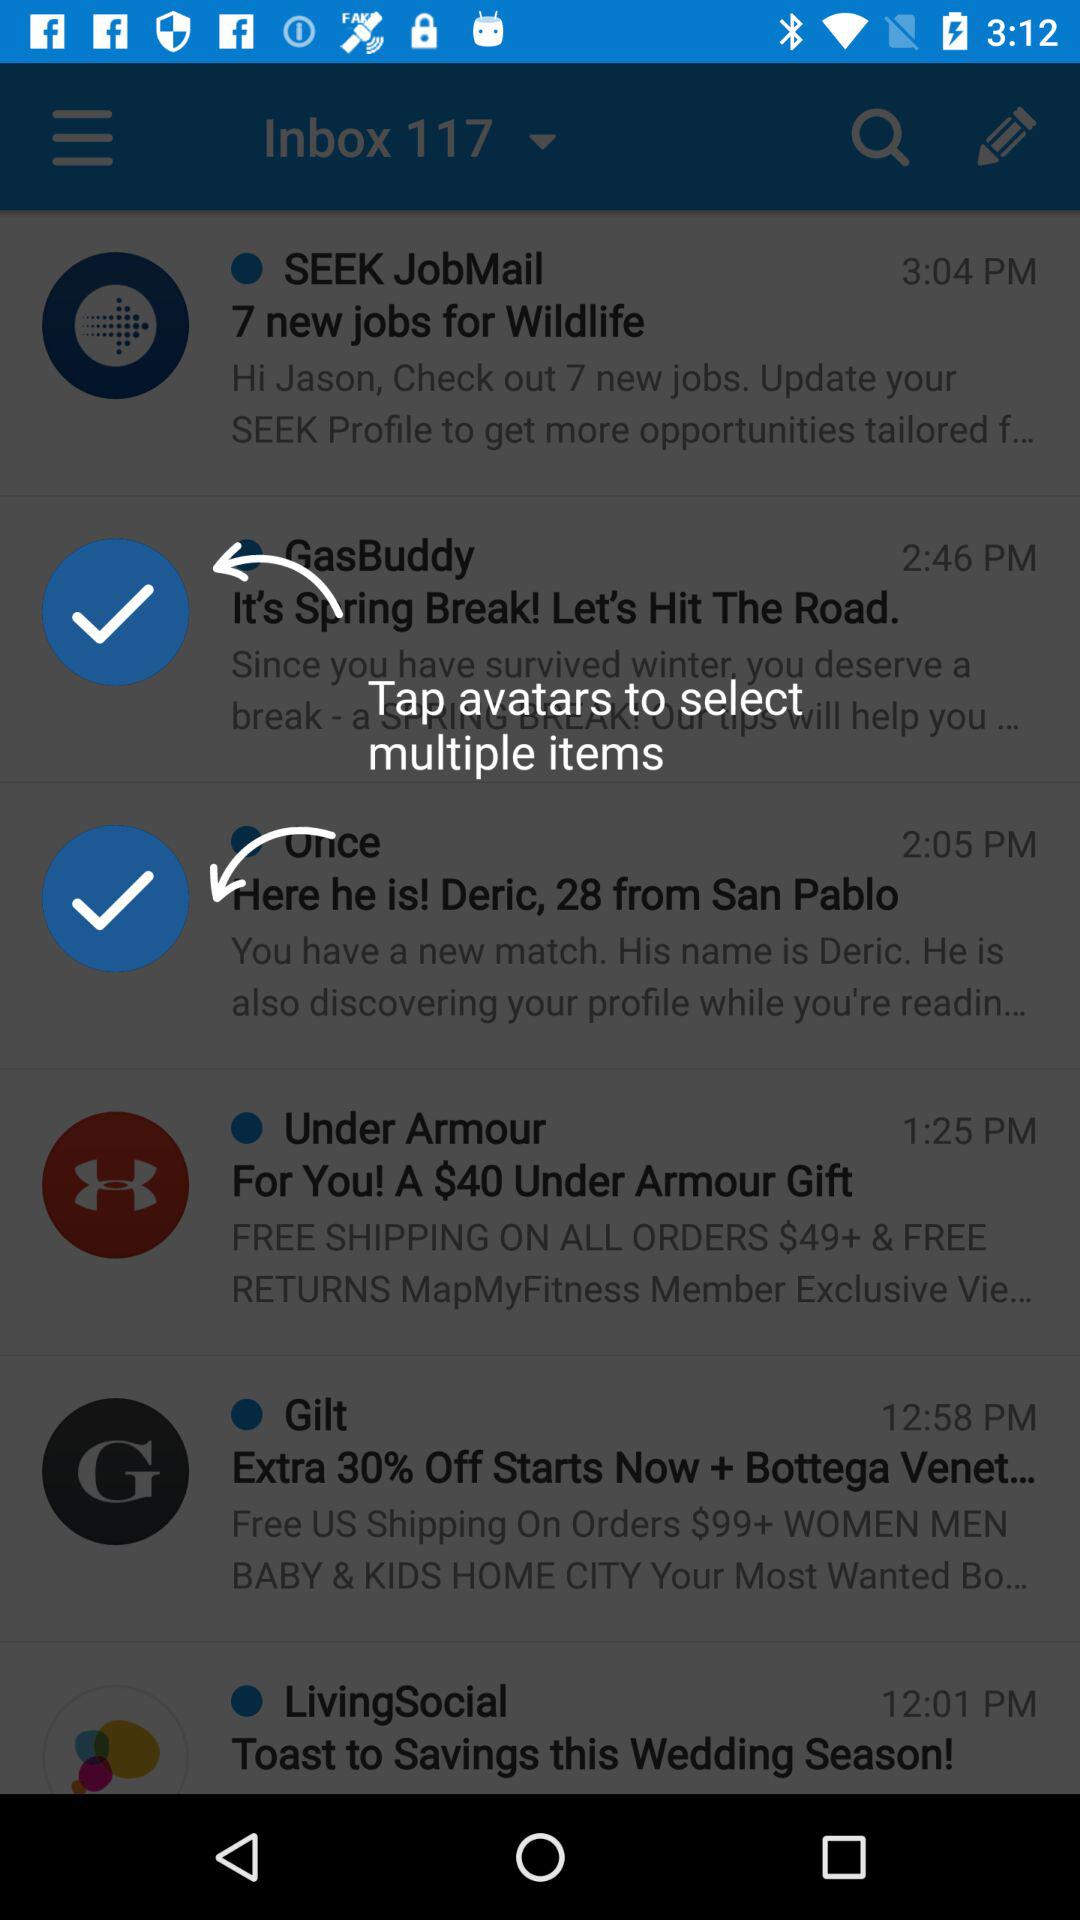 FAKE
3:12
Inbox 117
SEEK JobMail 3:04 PM
7 new jobs for Wildlife
Hi Jason, Check out 7 new jobs. Update your
SEEK Profile to get more opportunities tailored f...
GasBuddy 2:46 PM
It's Spring Break! Let's Hit The Road.
Since you have survived winter, you deserve a
break - a SPRING BREAK! Our tips will help you ...
Tap avatars to select
multiple items
Once 2:05 PM
Here he is! Deric, 28 from San Pablo
You have a new match. His name is Deric. He is
also discovering your profile while you're readin...
Under Armour 1:25 PM
For You! A $40 Under Armour Gift
FREE SHIPPING ON ALL ORDERS $49+ & FREE
RETURNS MapMyFitness Member Exclusive Vie...
G
Gilt 12:58 PM
Extra 30% Off Starts Now + Bottega Venet...
Free US Shipping On Orders $99+ WOMEN MEN
BABY & KIDS HOME CITY Your Most Wanted Bo...
LivingSocial 12:01 PM
Toast to Savings this Wedding Season!